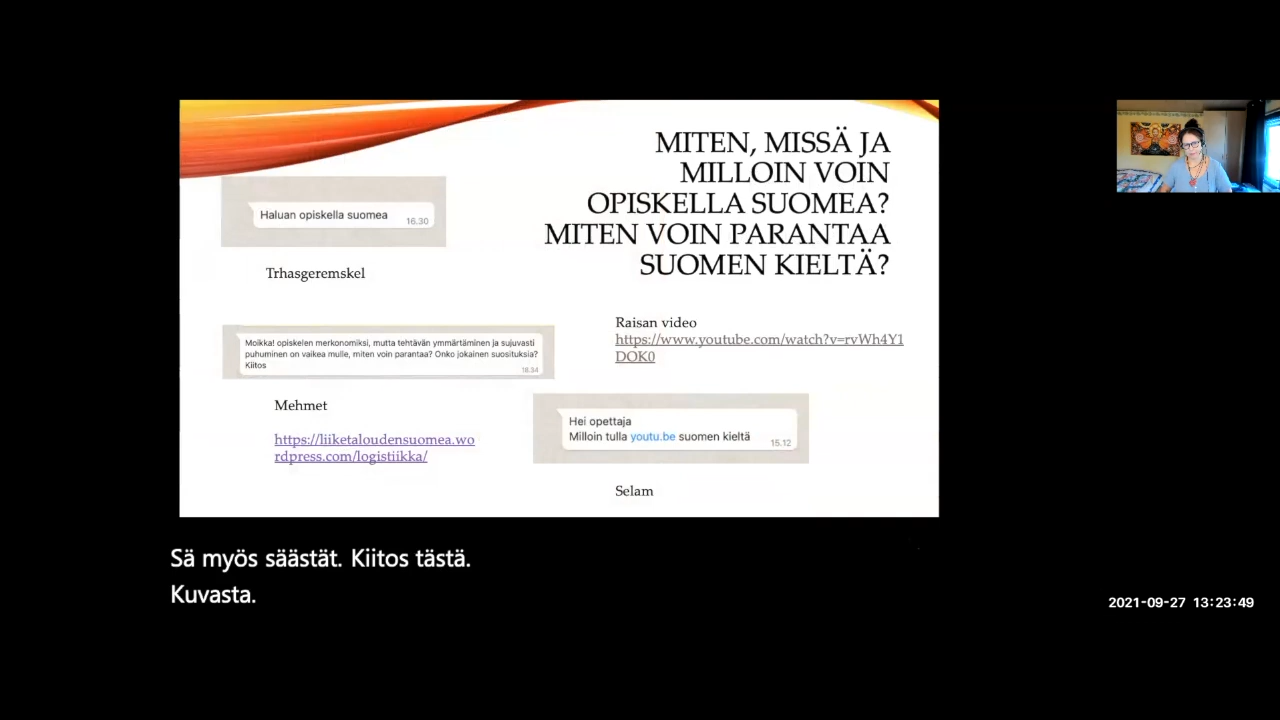 MITEN, MISSÄ JA
MILLOIN VOIN
OPISKELLA SUOMEA?
MITEN VOIN PARANTAA
SUOMEN KIELTÄ?
Haluan opiskella suomea
16.30
Trhasgeremskel
Moikka! opiskelen merkonomiksi, mutta tehtävän ymmärtäminen ja sujuvasti
puhuminen on vaikea mulle, miten voin parantaa? Onko jokainen suosituksia?
Kiitos
18.34
Mehmet
https://liiketaloudensuomea.wo
rdpress.com/logistiikka/
Raisan video
https://www.youtube.com/watch?v=rvWh4Y1
DOK0
Hei opettaja
Milloin tulla youtu.be suomen kieltä
15.12
Selam
Sä myös säästät. Kiitos tästä.
Kuvasta.
2021-09-27 13:23:49